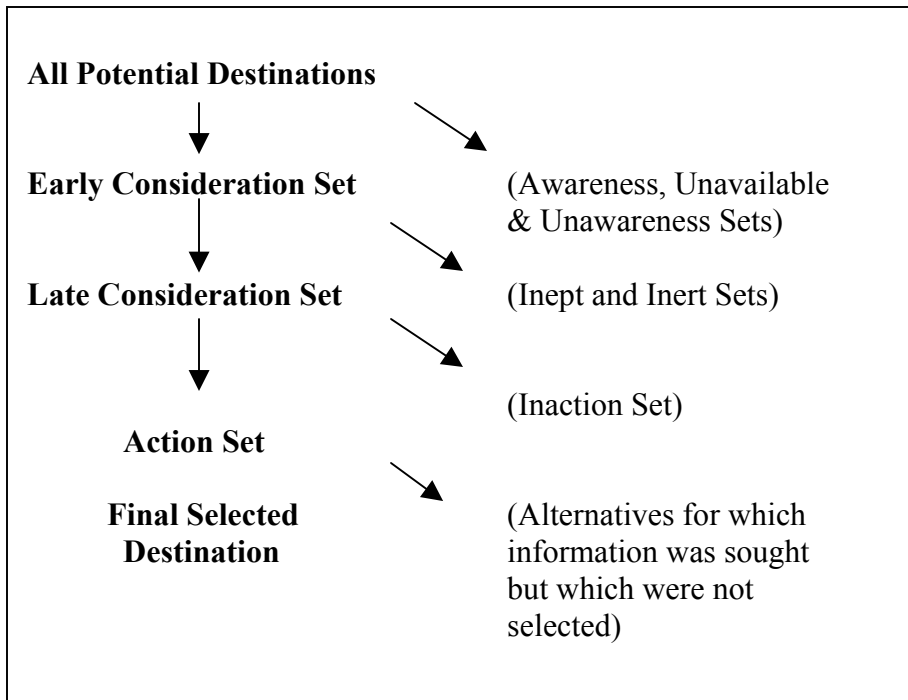 All Potential Destinations
Early Consideration Set
(Awareness, Unavailable
& Unawareness Sets)
Late Consideration Set
(Inept and Inert Sets)
(Inaction Set)
Action Set
Final Selected
Destination
(Alternatives for which
information was sought
but which were not
selected)